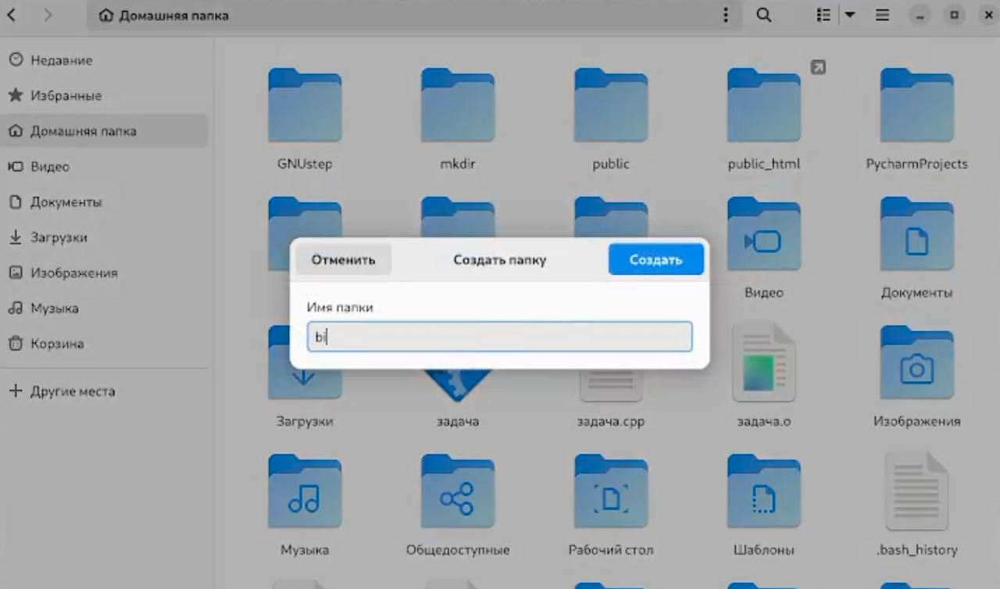 Домашняя папка
Недавние
Избранные
Домашняя папка
Видео
Документы
Загрузки
Изображения
Музыка
Корзина
Другие места
GNUstep
mkdir
public
public_html
PycharmProjects
Отменить
Создать папку
Создать
Имя папки
bi
Видео
Документы
Загрузки
задача
задача.cpp
задача.o
Изображения
Музыка
Общедоступные
Рабочий стол
Шаблоны
.bash_history